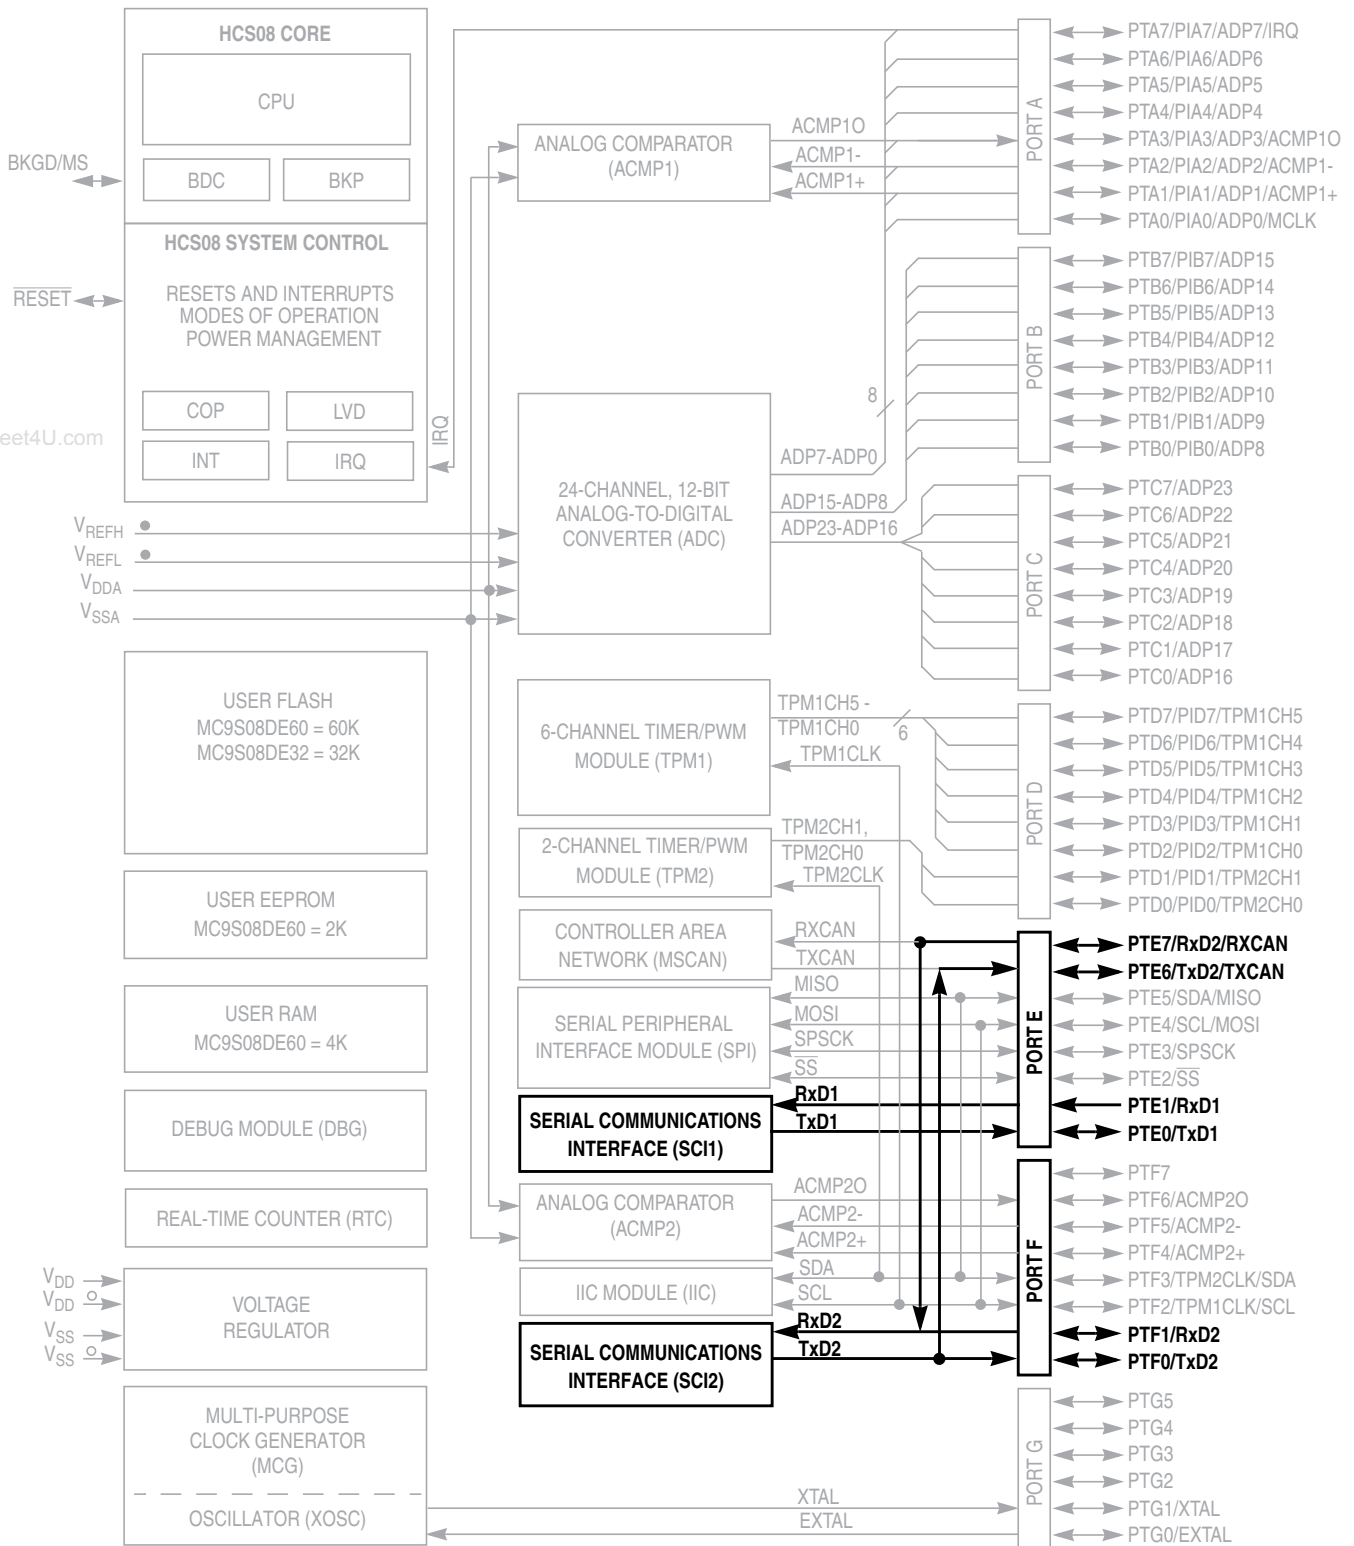 HCS08 CORE
CPU
BDC
BKP
BKGD/MS
HCS08 SYSTEM CONTROL
RESETS AND INTERRUPTS
MODES OF OPERATION
POWER MANAGEMENT
RESET
COP
LVD
INT
IRQ
IRQ
eet4U.com
VREFH
VREFL
VDDA
VSSA
USER FLASH
MC9S08DE60 = 60K
MC9S08DE32 = 32K
USER EEPROM
MC9S08DE60 = 2K
USER RAM
MC9S08DE60 = 4K
DEBUG MODULE (DBG)
REAL-TIME COUNTER (RTC)
VDD
VDD
VSS
VSS
VOLTAGE
REGULATOR
MULTI-PURPOSE
CLOCK GENERATOR
(MCG)
OSCILLATOR (XOSC)
ANALOG COMPARATOR
(ACMP1)
ACMP1O
ACMP1-
ACMP1+
24-CHANNEL, 12-BIT
ANALOG-TO-DIGITAL
CONVERTER (ADC)
8
ADP7-ADP0
ADP15-ADP8
ADP23-ADP16
6-CHANNEL TIMER/PWM
MODULE (TPM1)
TPM1CH5 -
TPM1CH0
6
TPM1CLK
2-CHANNEL TIMER/PWM
MODULE (TPM2)
TPM2CH1,
TPM2CH0
TPM2CLK
CONTROLLER AREA
NETWORK (MSCAN)
RXCAN
TXCAN
SERIAL PERIPHERAL
INTERFACE MODULE (SPI)
MISO
MOSI
SPSCK
SS
SERIAL COMMUNICATIONS
INTERFACE (SCI1)
RxD1
TxD1
ANALOG COMPARATOR
(ACMP2)
ACMP2O
ACMP2-
ACMP2+
IIC MODULE (IIC)
SDA
SCL
SERIAL COMMUNICATIONS
INTERFACE (SCI2)
RxD2
TxD2
XTAL
EXTAL
PORT A
PTA7/PIA7/ADP7/IRQ
PTA6/PIA6/ADP6
PTA5/PIA5/ADP5
PTA4/PIA4/ADP4
PTA3/PIA3/ADP3/ACMP1O
PTA2/PIA2/ADP2/ACMP1-
PTA1/PIA1/ADP1/ACMP1+
PTA0/PIA0/ADP0/MCLK
PORT B
PTB7/PIB7/ADP15
PTB6/PIB6/ADP14
PTB5/PIB5/ADP13
PTB4/PIB4/ADP12
PTB3/PIB3/ADP11
PTB2/PIB2/ADP10
PTB1/PIB1/ADP9
PTB0/PIB0/ADP8
PORT C
PTC7/ADP23
PTC6/ADP22
PTC5/ADP21
PTC4/ADP20
PTC3/ADP19
PTC2/ADP18
PTC1/ADP17
PTC0/ADP16
PORT D
PTD7/PID7/TPM1CH5
PTD6/PID6/TPM1CH4
PTD5/PID5/TPM1CH3
PTD4/PID4/TPM1CH2
PTD3/PID3/TPM1CH1
PTD2/PID2/TPM1CH0
PTD1/PID1/TPM2CH1
PTD0/PID0/TPM2CH0
PORT E
PTE7/RxD2/RXCAN
PTE6/TxD2/TXCAN
PTE5/SDA/MISO
PTE4/SCL/MOSI
PTE3/SPSCK
PTE2/SS
PTE1/RxD1
PTE0/TxD1
PORT F
PTF7
PTF6/ACMP2O
PTF5/ACMP2-
PTF4/ACMP2+
PTF3/TPM2CLK/SDA
PTF2/TPM1CLK/SCL
PTF1/RxD2
PTF0/TxD2
PORT G
PTG5
PTG4
PTG3
PTG2
PTG1/XTAL
PTG0/EXTAL